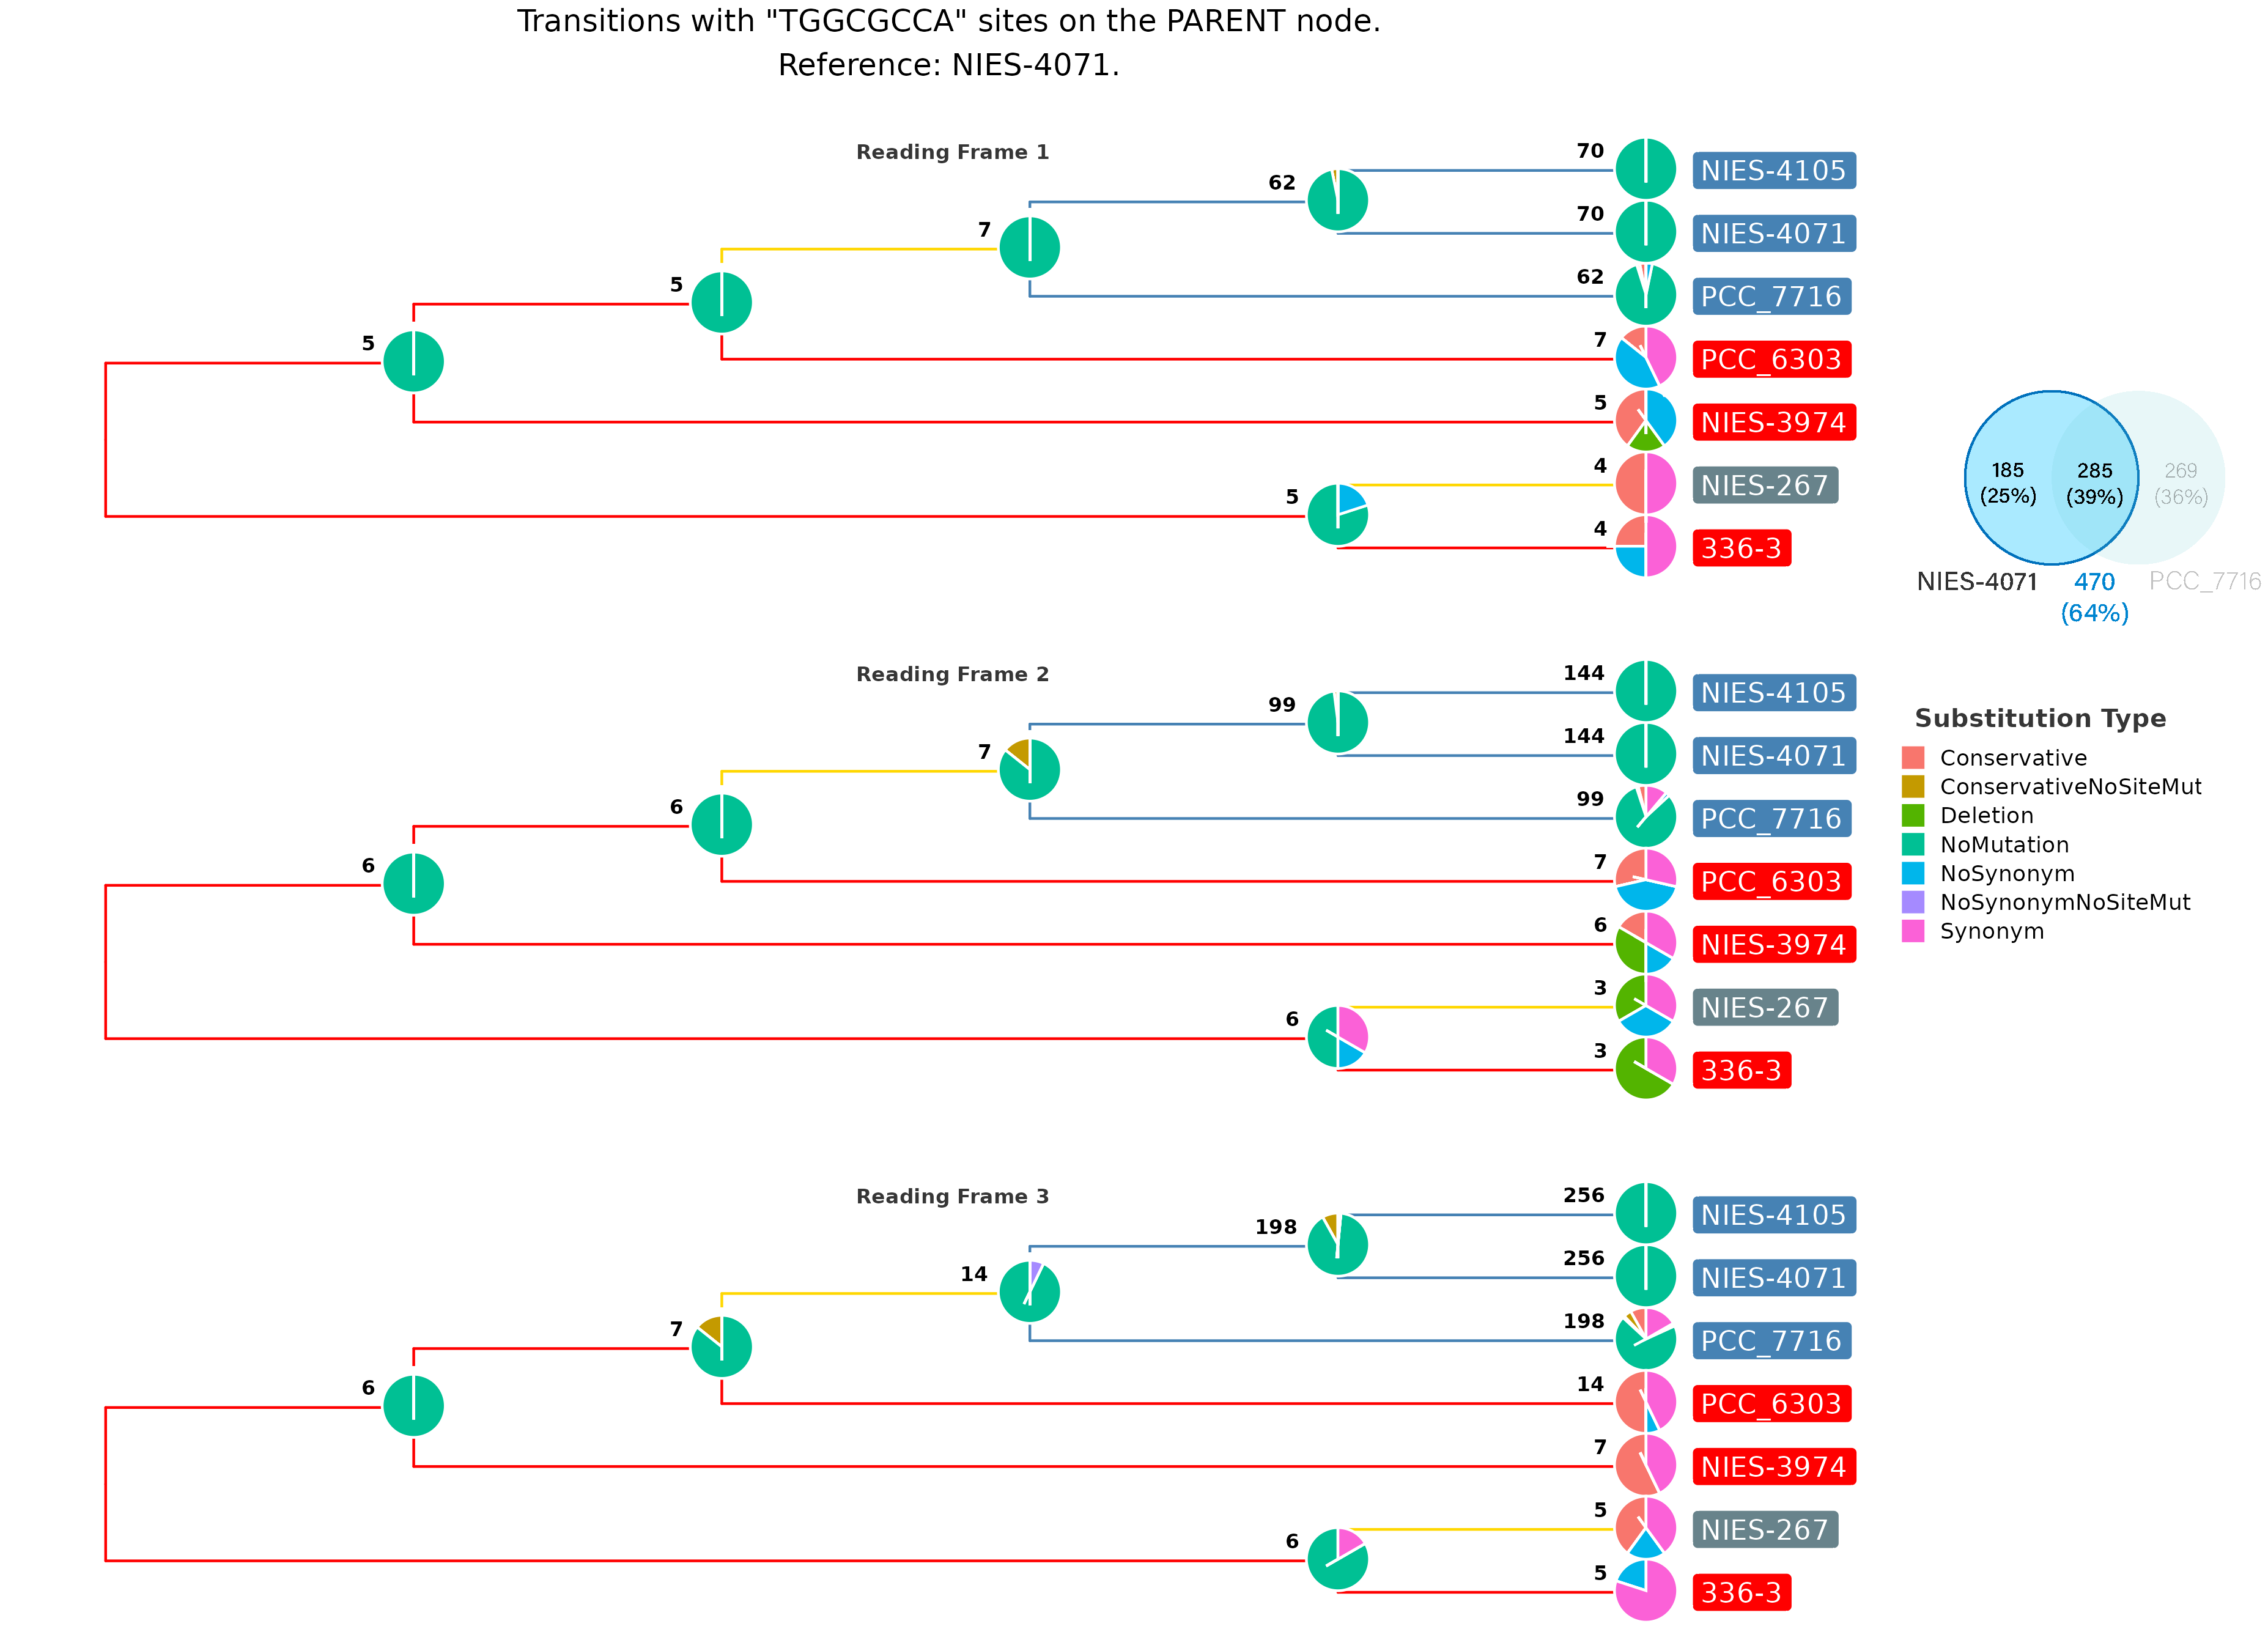 Transitions with "TGGCGCCA" sites on the PARENT node.
Reference: NIES-4071.
Reading Frame 1
70 NIES-4105
62
70 NIES-4071
7
62 PCC_7716
5
7 PCC_6303
5
5 NIES-3974
4 NIES-267
5
4 336-3
185 285 269
(25%) (39%) (36%)
NIES-4071 470 PCC_7716
(64%)
Reading Frame 2
144 NIES-4105
99
144 NIES-4071
7
99 PCC_7716
6
7 PCC_6303
6
6 NIES-3974
3 NIES-267
6
3 336-3
Substitution Type
Conservative
ConservativeNoSiteMut
Deletion
NoMutation
NoSynonym
NoSynonymNoSiteMut
Synonym
Reading Frame 3
256 NIES-4105
198
256 NIES-4071
14
198 PCC_7716
7
14 PCC_6303
6
7 NIES-3974
5 NIES-267
6
5 336-3